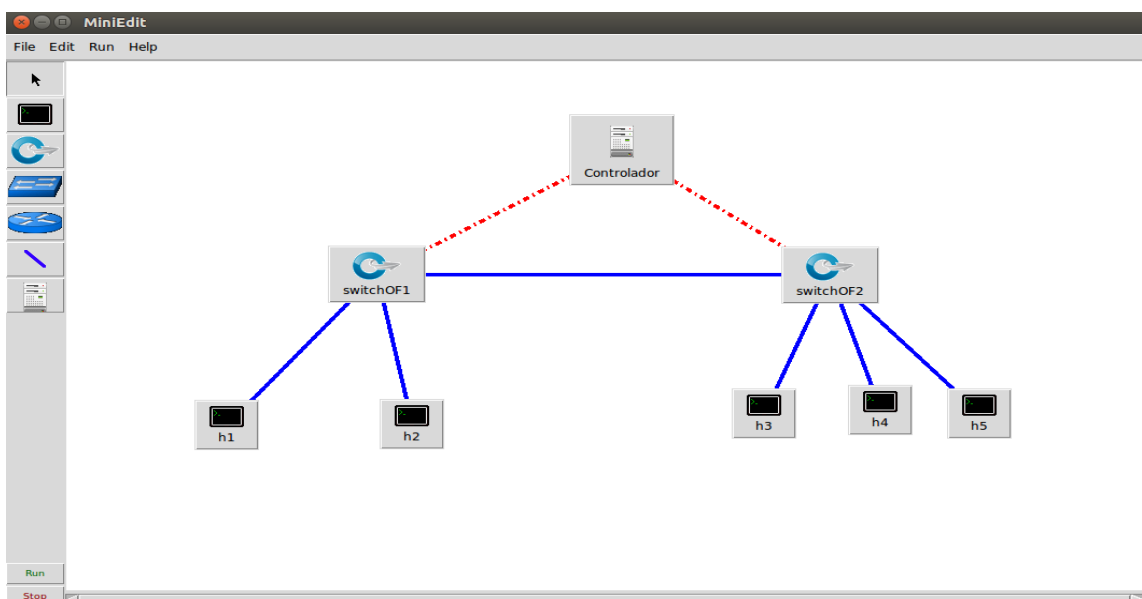 MiniEdit
File Edit Run Help
Controlador
switchOF1
switchOF2
h1
h2
h3
h4
h5
Run
Stop